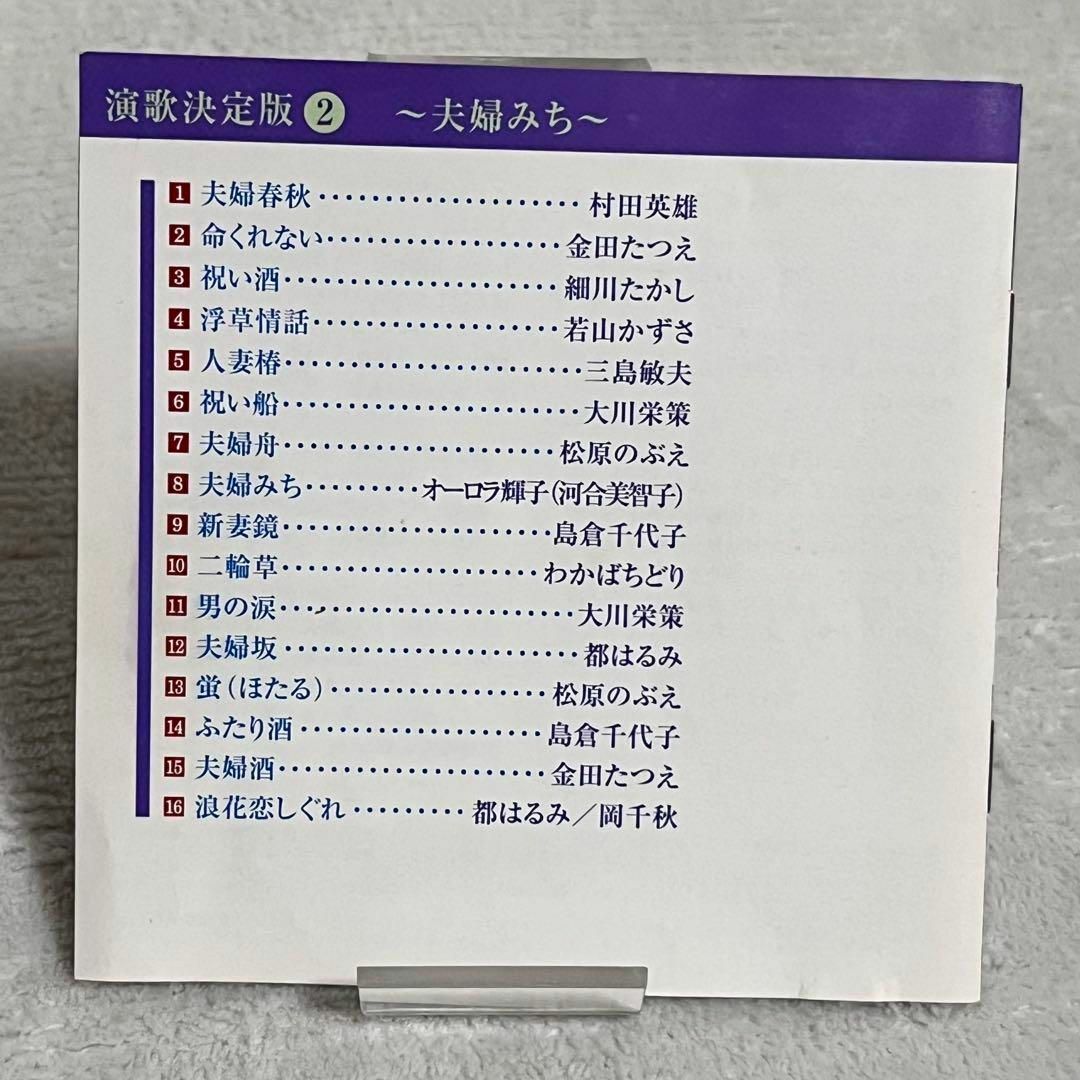 演歌決定版2 ～夫婦みち～
1 夫婦春秋····················村田英雄
2 命くれない··················金田たつえ
3 祝い酒·····················細川たかし
4 浮草情話···················若山かずさ
5 人妻椿·······················三島敏夫
6 祝い船·······················大川栄策
7 夫婦舟·····················松原のぶえ
8 夫婦みち·········オーロラ輝子(河合美智子)
9 新妻鏡·····················島倉千代子
10 二輪草····················わかばちどり
11 男の涙·······················大川栄策
12 夫婦坂·······················都はるみ
13 蛍(ほたる)·················松原のぶえ
14 ふたり酒···················島倉千代子
15 夫婦酒·····················金田たつえ
16 浪花恋しぐれ·········都はるみ／岡千秋